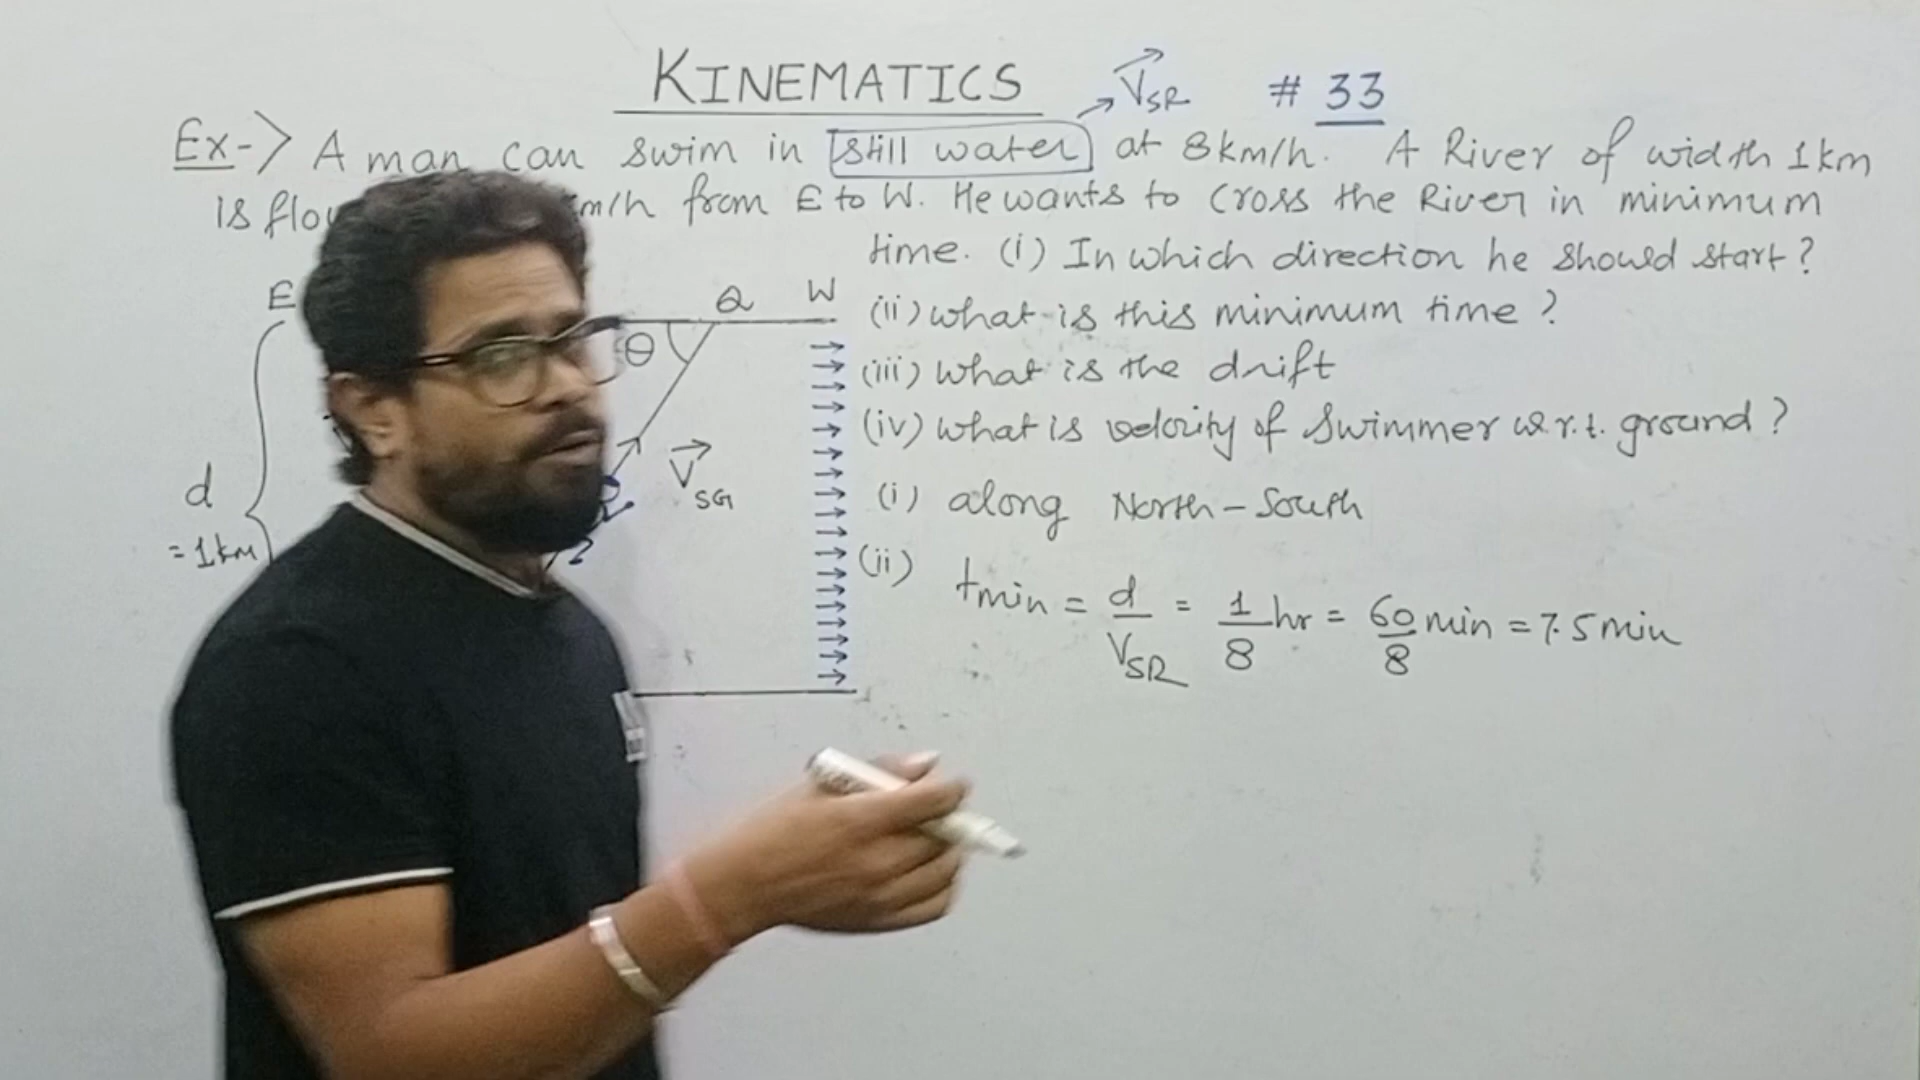 KINEMATICS
V SR
# 33
Ex-> A man can swim in still water at 8km/h. A River of width 1km
is flo m/h from E to W. He wants to cross the River in minimum
time. (i) In which direction he should start?
(ii) what is this minimum time?
(iii) what is the drift
(iv) what is velocity of swimmer w.r.t. ground?
E
Q
W
θ
V SG
d
= 1km
(i) along North-South
(ii) tmin = d/VSR = 1/8 hr = 60/8 min = 7.5 min